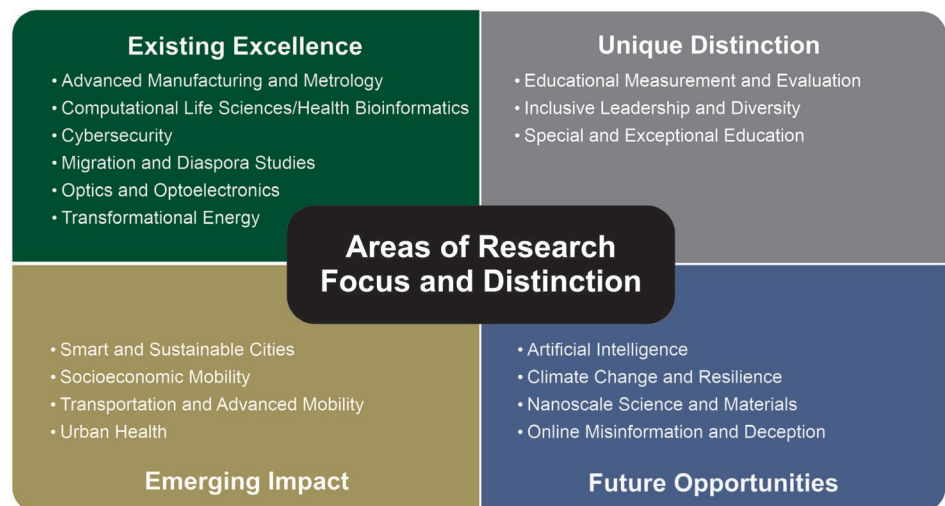 Existing Excellence
• Advanced Manufacturing and Metrology
• Computational Life Sciences/Health Bioinformatics
• Cybersecurity
• Migration and Diaspora Studies
• Optics and Optoelectronics
• Transformational Energy
Unique Distinction
• Educational Measurement and Evaluation
• Inclusive Leadership and Diversity
• Special and Exceptional Education
Areas of Research
Focus and Distinction
• Smart and Sustainable Cities
• Socioeconomic Mobility
• Transportation and Advanced Mobility
• Urban Health
Emerging Impact
• Artificial Intelligence
• Climate Change and Resilience
• Nanoscale Science and Materials
• Online Misinformation and Deception
Future Opportunities